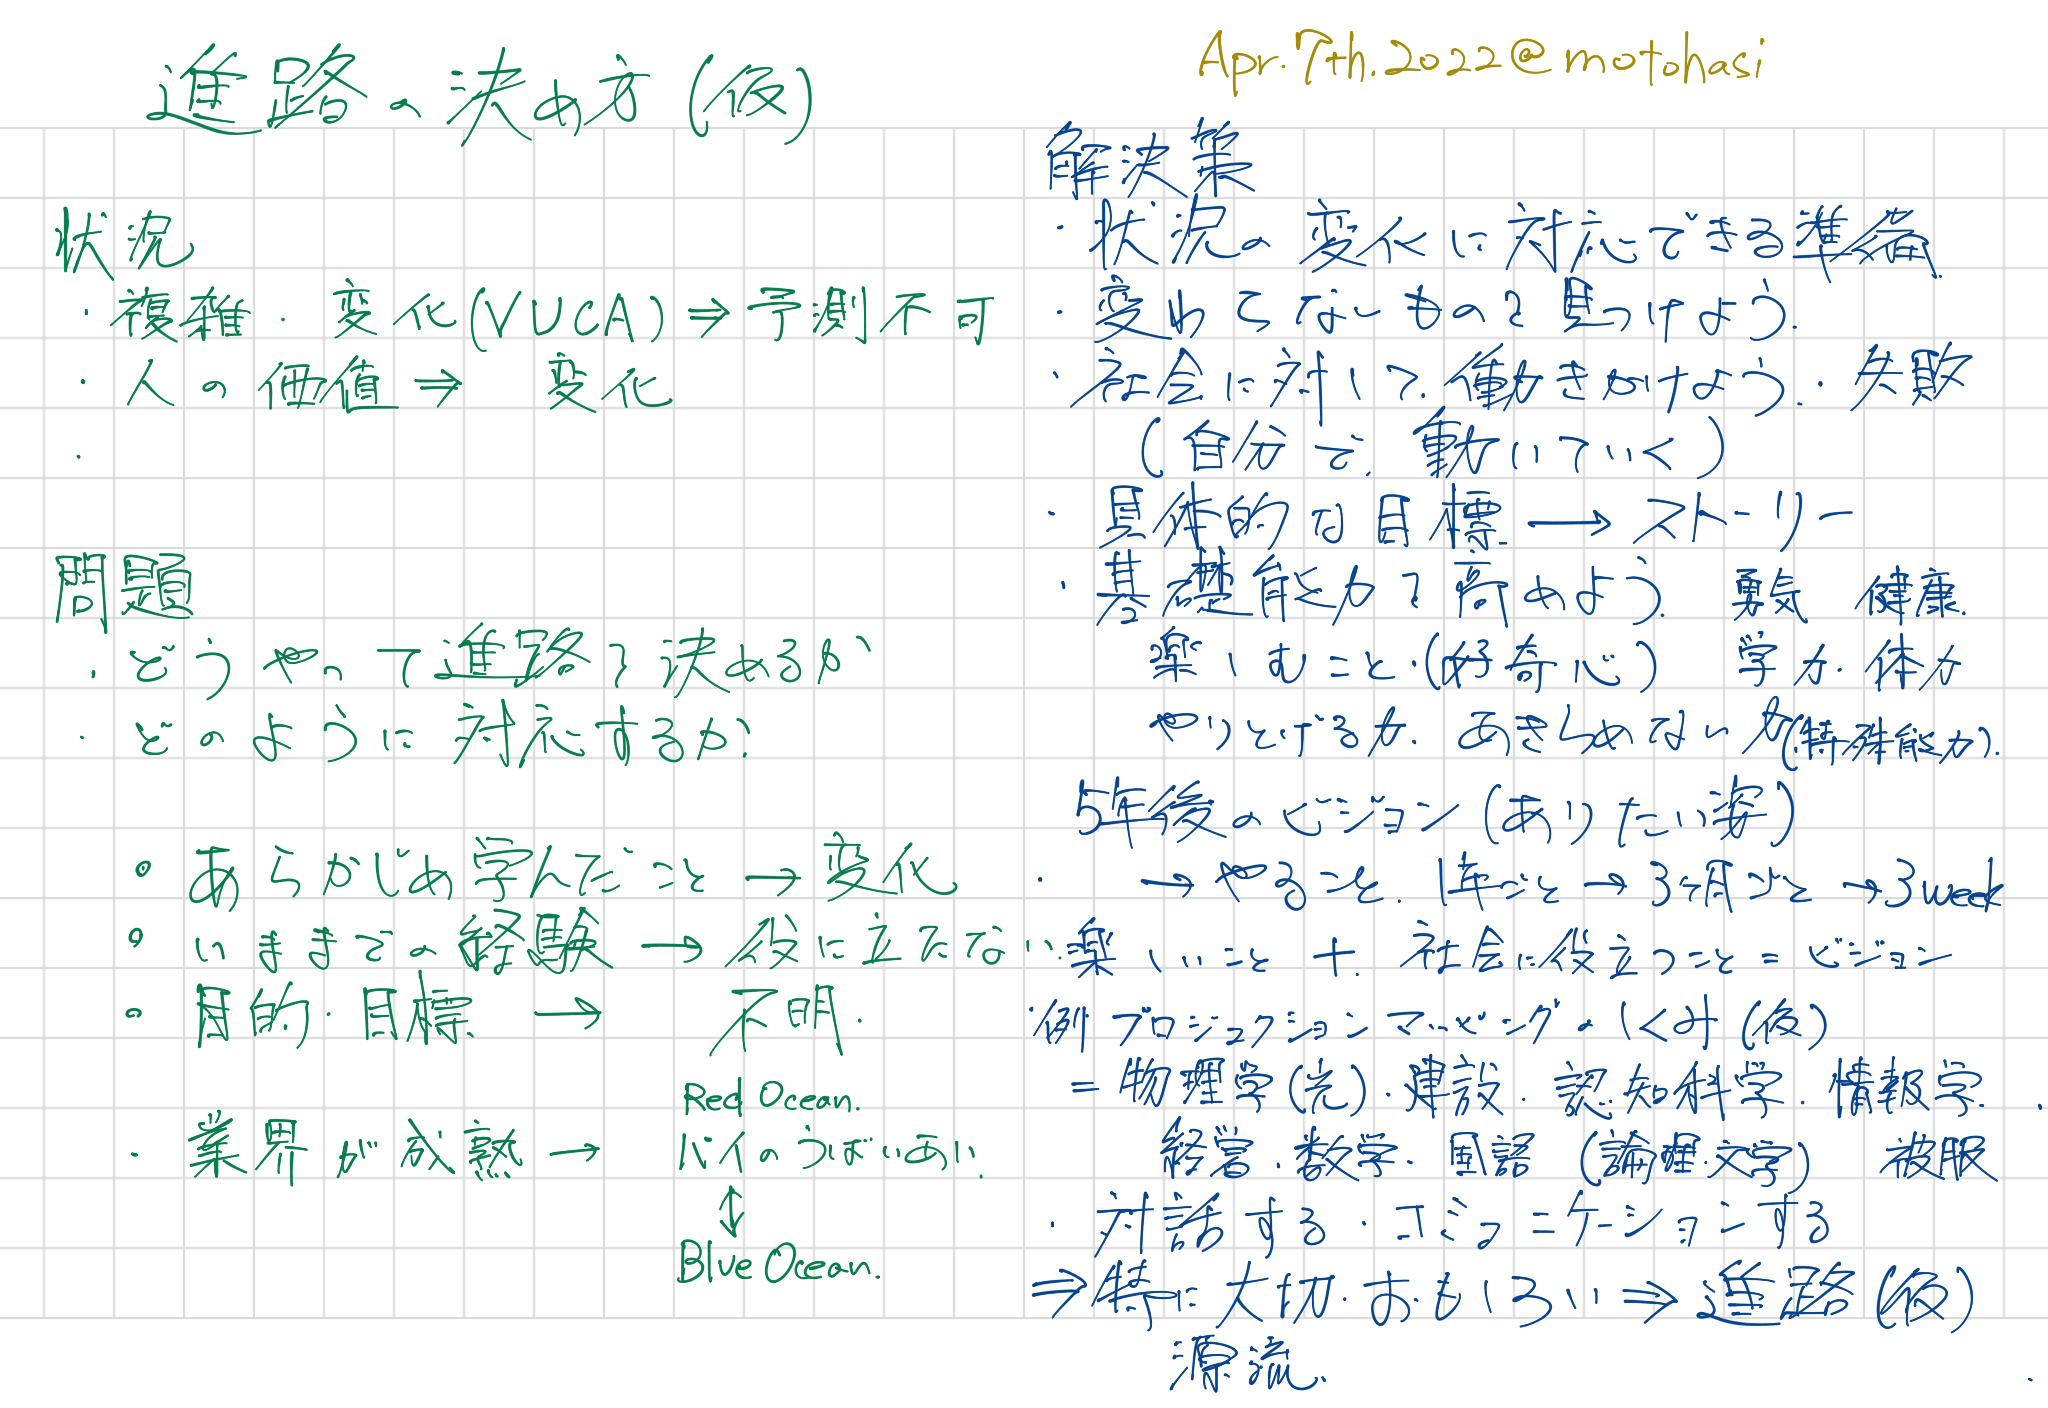 進路の決め方(仮)
Apr.7th.2022@motohasi
状況
・複雑・変化(VUCA)⇒予測不可
・人の価値⇒ 変化
・
問題
・どうやって進路を決めるか
・どのように対応するか?
。あらかじめ学んだこと→変化
。いままでの経験→役に立たない.
。目的・目標 → 不明.
Red Ocean.
・業界が成熟→ パイのうばいあい.
↕
Blue Ocean.
解決策
・状況の変化に対応できる準備.
・変わらないものを見つけよう.
・社会に対して.働きかけよう.・失敗
(自分で.動いていく)
・具体的な目標→ストーリー
・基礎能力を高めよう. 勇気 健康.
楽しむこと・(好奇心) 学力・体力
やりとげる力.あきらめない力(特殊能力).
5年後のビジョン(ありたい姿)
・ →やること. 1年ごと→3ヶ月ごと→3week
楽しいこと +. 社会に役立つこと=ビジョン
・例 プロジェクションマッピングのしくみ(仮)
=物理学(光)・建設・認知科学・情報学.
経営・数学・国語(論理・文学) 被服
・対話する・コミュニケーションする
⇒特に大切・おもしろい⇒進路(仮)
源流.